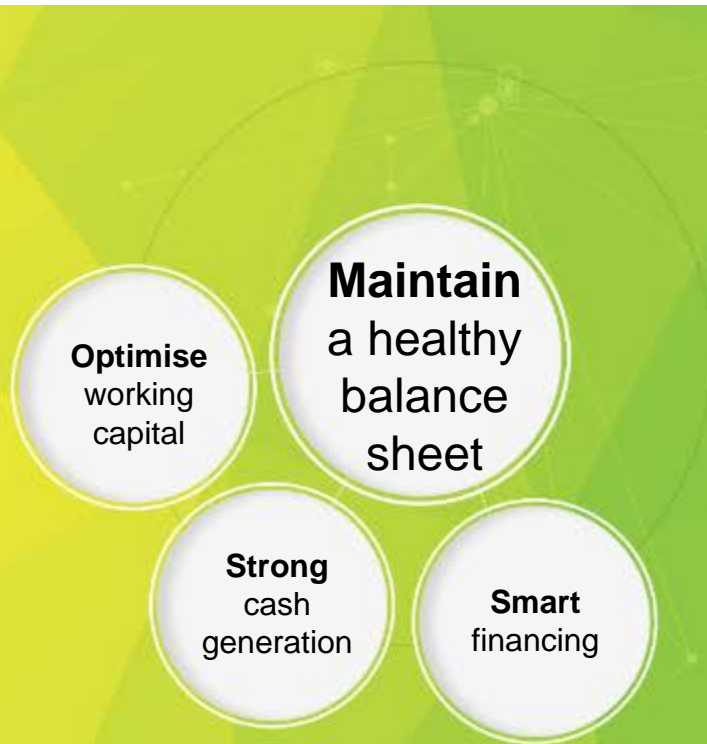 Maintain
a healthy
balance
sheet
Optimise
working
capital
Strong
cash
generation
Smart
financing